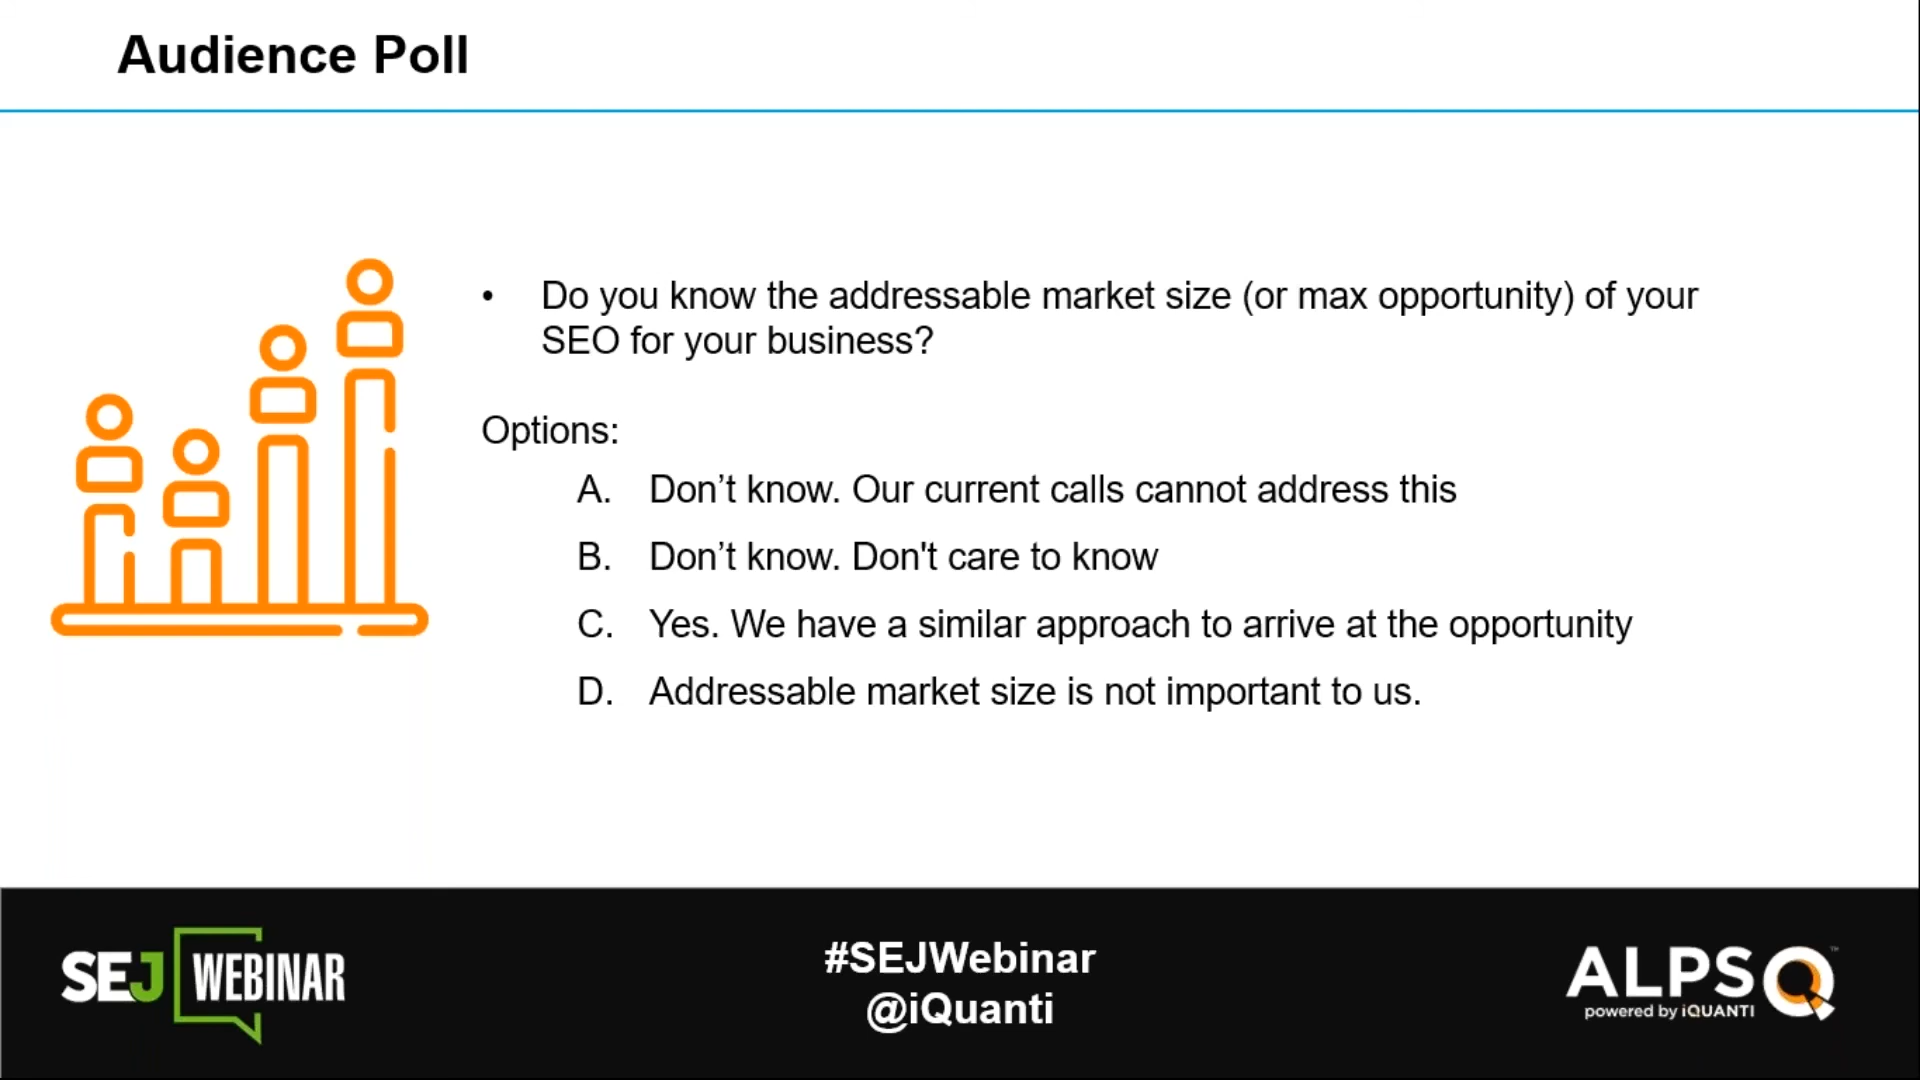 Audience Poll
• Do you know the addressable market size (or max opportunity) of your
SEO for your business?
Options:
A. Don’t know. Our current calls cannot address this
B. Don’t know. Don't care to know
C. Yes. We have a similar approach to arrive at the opportunity
D. Addressable market size is not important to us.
SEJ WEBINAR
#SEJWebinar
@iQuanti
ALPS Q™
powered by iQUANTI